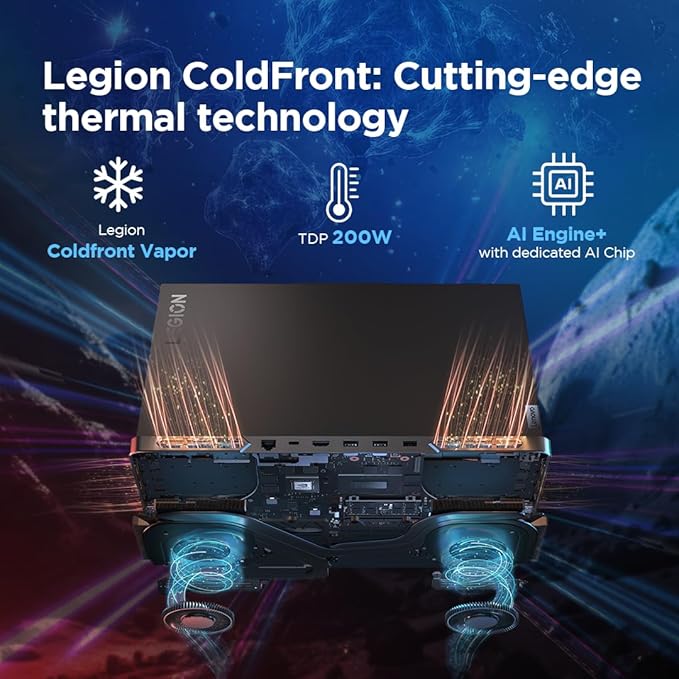 Legion ColdFront: Cutting-edge
thermal technology
Legion
Coldfront Vapor
TDP 200W
AI
AI Engine+
with dedicated AI Chip
LEGION
Lenovo